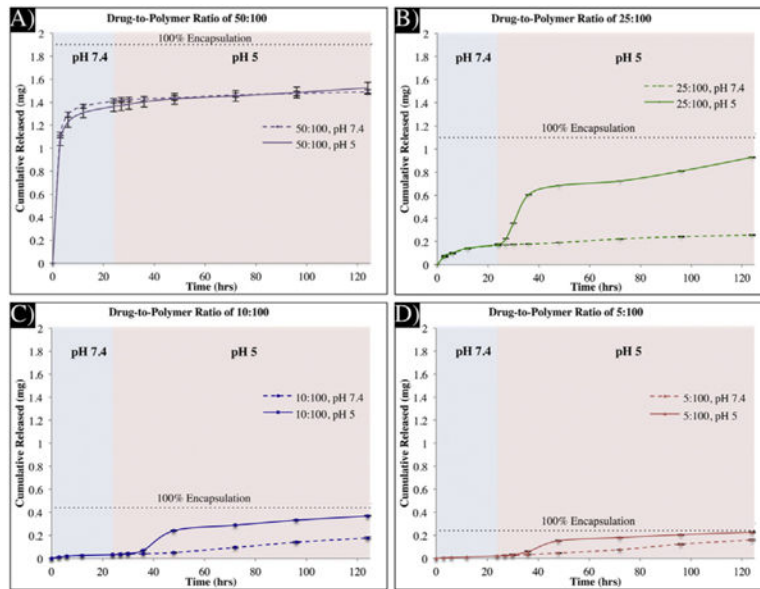 A)
Drug-to-Polymer Ratio of 50:100
2
1.8
1.6
1.4
1.2
1
0.8
0.6
0.4
0.2
0
Cumulative Released (mg)
100% Encapsulation
pH 7.4
pH 5
50:100, pH 7.4
50:100, pH 5
0 20 40 60 80 100 120
Time (hrs)
B)
Drug-to-Polymer Ratio of 25:100
2
1.8
1.6
1.4
1.2
1
0.8
0.6
0.4
0.2
0
Cumulative Released (mg)
pH 7.4
pH 5
25:100, pH 7.4
25:100, pH 5
100% Encapsulation
0 20 40 60 80 100 120
Time (hrs)
C)
Drug-to-Polymer Ratio of 10:100
2
1.8
1.6
1.4
1.2
1
0.8
0.6
0.4
0.2
0
Cumulative Released (mg)
pH 7.4
pH 5
10:100, pH 7.4
10:100, pH 5
100% Encapsulation
0 20 40 60 80 100 120
Time (hrs)
D)
Drug-to-Polymer Ratio of 5:100
2
1.8
1.6
1.4
1.2
1
0.8
0.6
0.4
0.2
0
Cumulative Released (mg)
pH 7.4
pH 5
5:100, pH 7.4
5:100, pH 5
100% Encapsulation
0 20 40 60 80 100 120
Time (hrs)